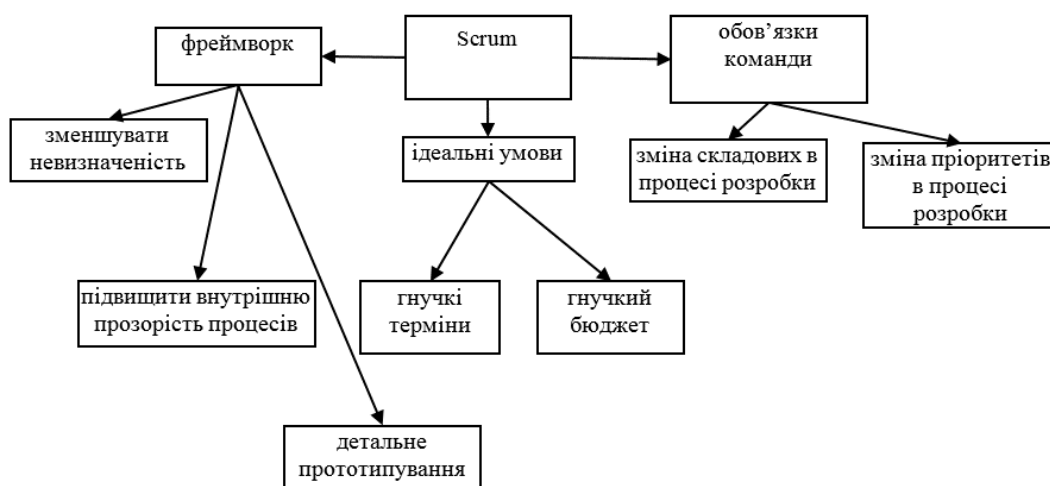 фреймворк
Scrum
обов’язки
команди
зменшувати
невизначеність
ідеальні умови
зміна складових в
процесі розробки
зміна пріоритетів
в процесі
розробки
підвищити внутрішню
прозорість процесів
гнучкі
терміни
гнучкий
бюджет
детальне
прототипування